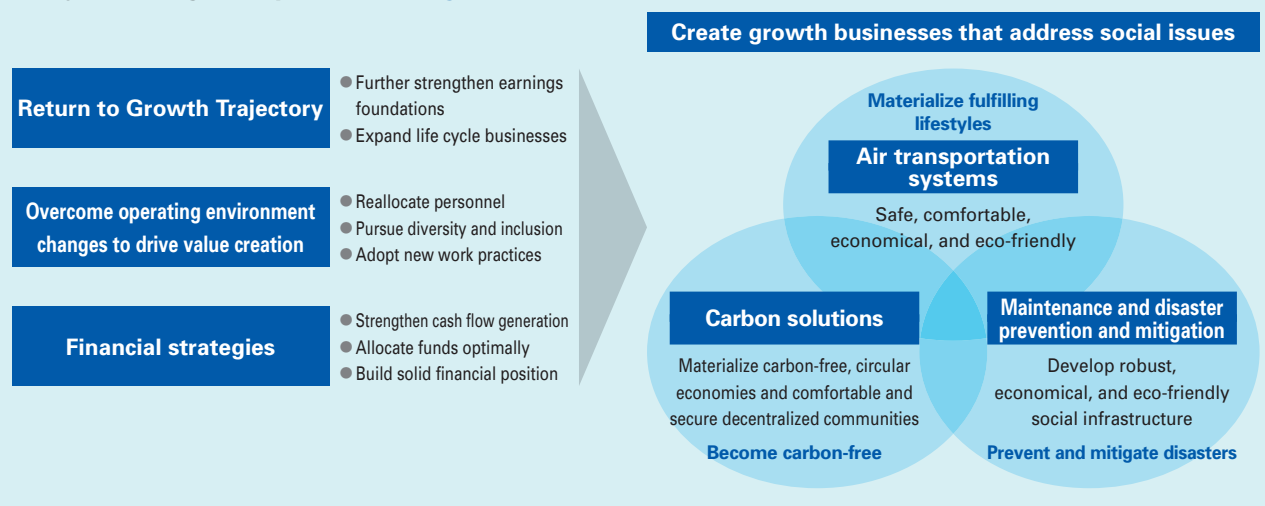 Return to Growth Trajectory
● Further strengthen earnings
foundations
● Expand life cycle businesses
Overcome operating environment
changes to drive value creation
● Reallocate personnel
● Pursue diversity and inclusion
● Adopt new work practices
Financial strategies
● Strengthen cash flow generation
● Allocate funds optimally
● Build solid financial position
Create growth businesses that address social issues
Materialize fulfilling
lifestyles
Air transportation
systems
Safe, comfortable,
economical, and eco-friendly
Carbon solutions
Materialize carbon-free, circular
economies and comfortable and
secure decentralized communities
Become carbon-free
Maintenance and disaster
prevention and mitigation
Develop robust,
economical, and eco-friendly
social infrastructure
Prevent and mitigate disasters